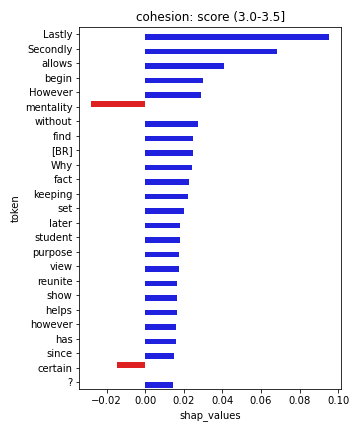 cohesion: score (3.0-3.5]
token
Lastly
Secondly
allows
begin
However
mentality
without
find
[BR]
Why
fact
keeping
set
later
student
purpose
view
reunite
show
helps
however
has
since
certain
?
−0.02 0.00 0.02 0.04 0.06 0.08 0.10
shap_values